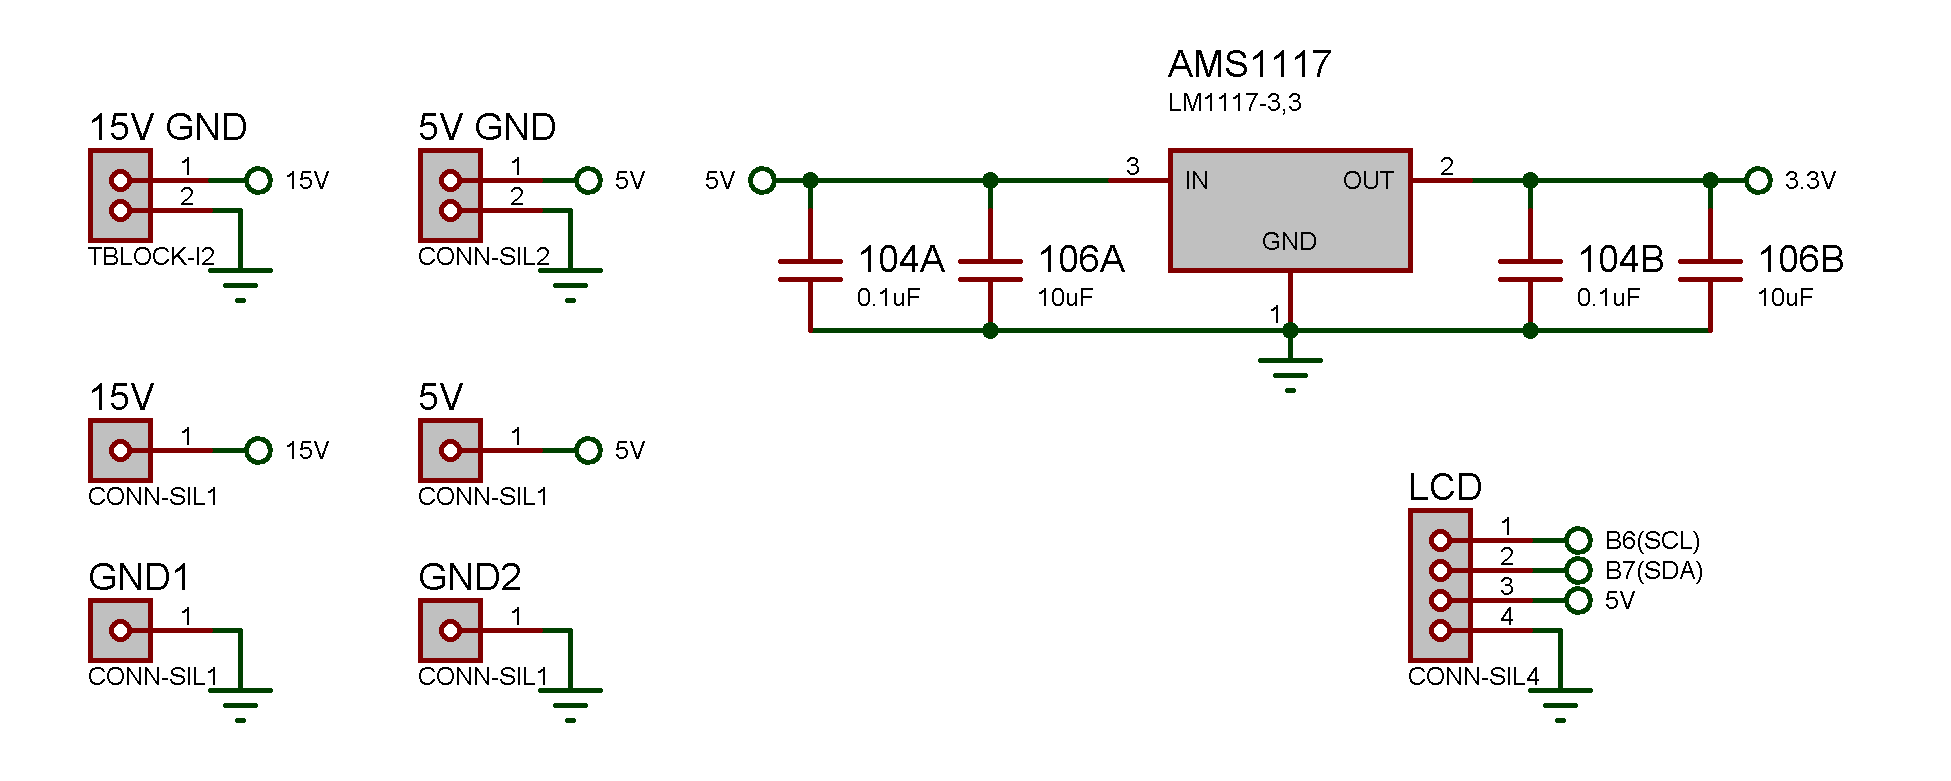 15V GND
1
15V
2
TBLOCK-I2
5V GND
1
5V
2
CONN-SIL2
AMS1117
LM1117-3,3
5V
3
IN
OUT
2
3.3V
GND
1
104A
0.1uF
106A
10uF
104B
0.1uF
106B
10uF
15V
1
15V
CONN-SIL1
5V
1
5V
CONN-SIL1
GND1
1
CONN-SIL1
GND2
1
CONN-SIL1
LCD
1
B6(SCL)
2
B7(SDA)
3
5V
4
CONN-SIL4